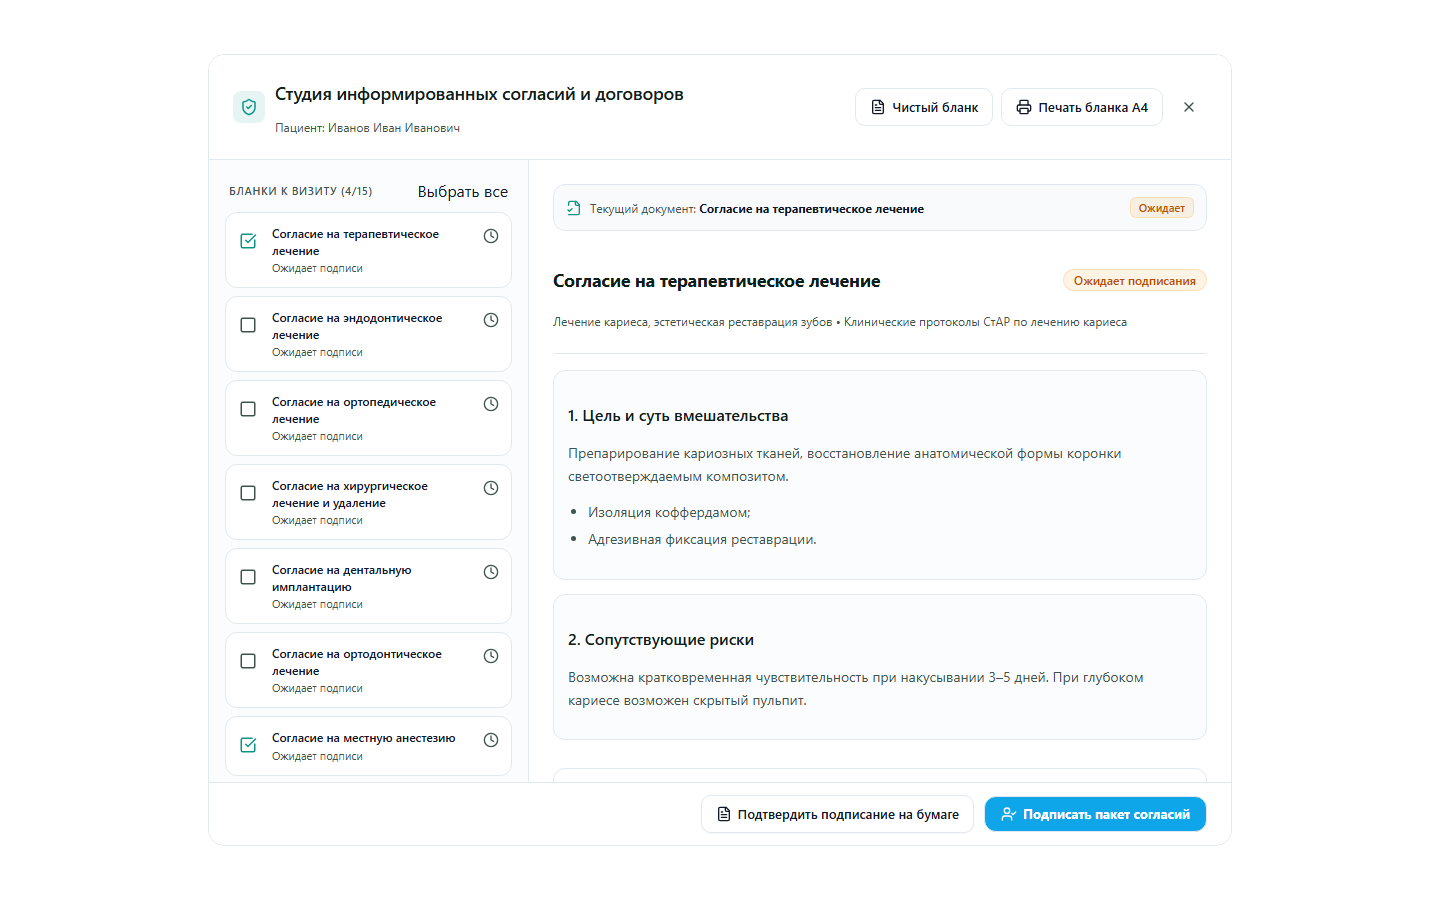 Студия информированных согласий и договоров
Пациент: Иванов Иван Иванович
Чистый бланк
Печать бланка А4
БЛАНКИ К ВИЗИТУ (4/15)
Выбрать все
Согласие на терапевтическое
лечение
Ожидает подписи
Согласие на эндодонтическое
лечение
Ожидает подписи
Согласие на ортопедическое
лечение
Ожидает подписи
Согласие на хирургическое
лечение и удаление
Ожидает подписи
Согласие на дентальную
имплантацию
Ожидает подписи
Согласие на ортодонтическое
лечение
Ожидает подписи
Согласие на местную анестезию
Ожидает подписи
Текущий документ: Согласие на терапевтическое лечение
Ожидает
Согласие на терапевтическое лечение
Ожидает подписания
Лечение кариеса, эстетическая реставрация зубов • Клинические протоколы СтАР по лечению кариеса
1. Цель и суть вмешательства
Препарирование кариозных тканей, восстановление анатомической формы коронки
светоотверждаемым композитом.
• Изоляция коффердамом;
• Адгезивная фиксация реставрации.
2. Сопутствующие риски
Возможна кратковременная чувствительность при накусывании 3–5 дней. При глубоком
кариесе возможен скрытый пульпит.
Подтвердить подписание на бумаге
Подписать пакет согласий